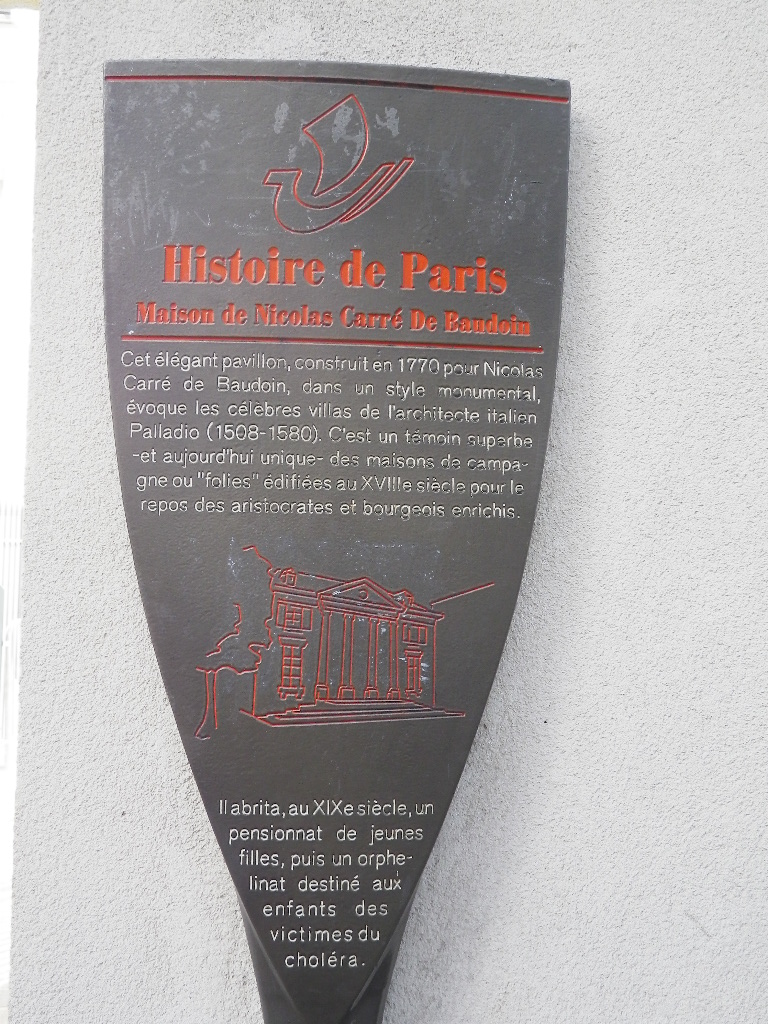 Histoire de Paris
Maison de Nicolas Carré De Baudoin
Cet élégant pavillon, construit en 1770 pour Nicolas
Carré de Baudoin, dans un style monumental,
évoque les célèbres villas de l'architecte italien
Palladio (1508-1580). C'est un témoin superbe
-et aujourd'hui unique- des maisons de campa-
gne ou "folies" édifiées au XVIIIe siècle pour le
repos des aristocrates et bourgeois enrichis.
Il abrita, au XIXe siècle, un
pensionnat de jeunes
filles, puis un orphe-
linat destiné aux
enfants des
victimes du
choléra.